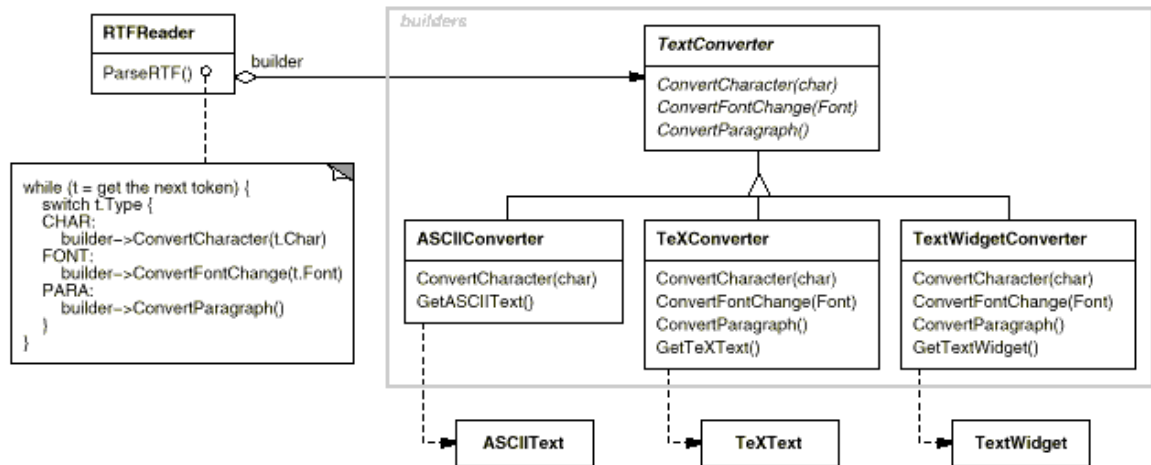 RTFReader
ParseRTF()
builder
while (t = get the next token) {
switch t.Type {
CHAR:
builder->ConvertCharacter(t.Char)
FONT:
builder->ConvertFontChange(t.Font)
PARA:
builder->ConvertParagraph()
}
}
builders
TextConverter
ConvertCharacter(char)
ConvertFontChange(Font)
ConvertParagraph()
ASCIIConverter
ConvertCharacter(char)
GetASCIIText()
TeXConverter
ConvertCharacter(char)
ConvertFontChange(Font)
ConvertParagraph()
GetTeXText()
TextWidgetConverter
ConvertCharacter(char)
ConvertFontChange(Font)
ConvertParagraph()
GetTextWidget()
ASCIIText
TeXText
TextWidget